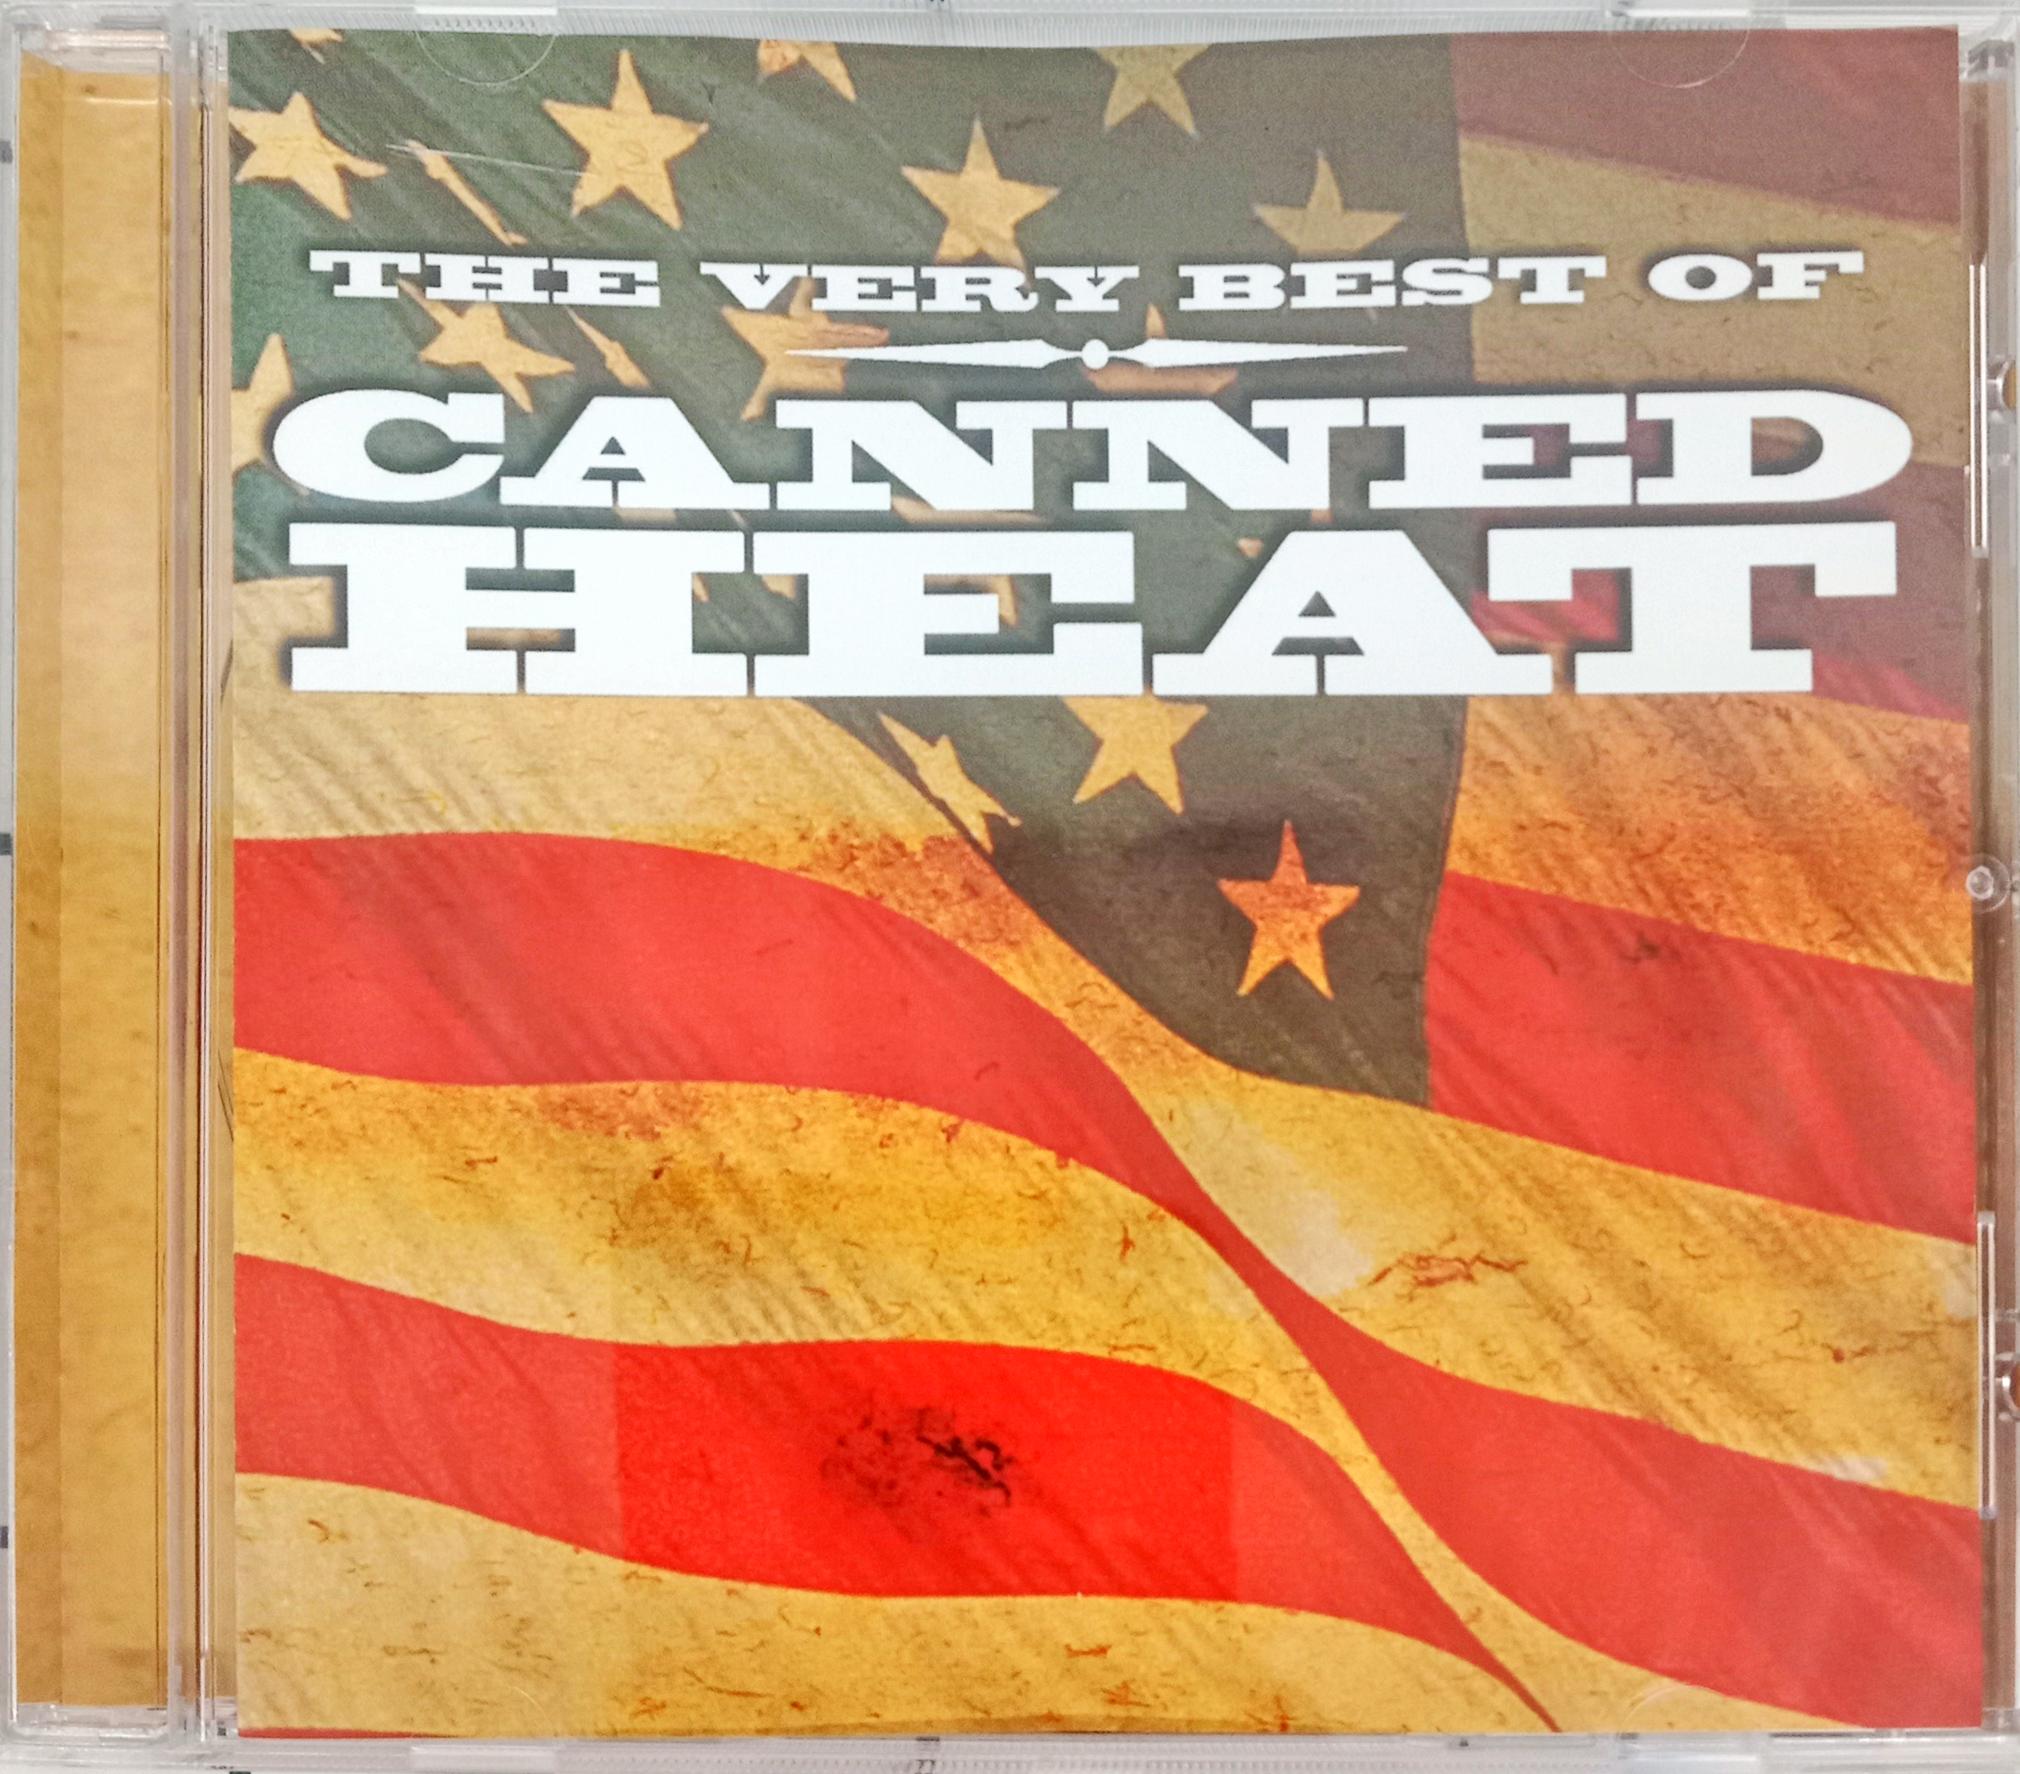 THE VERY BEST OF
CANNED
HEAT